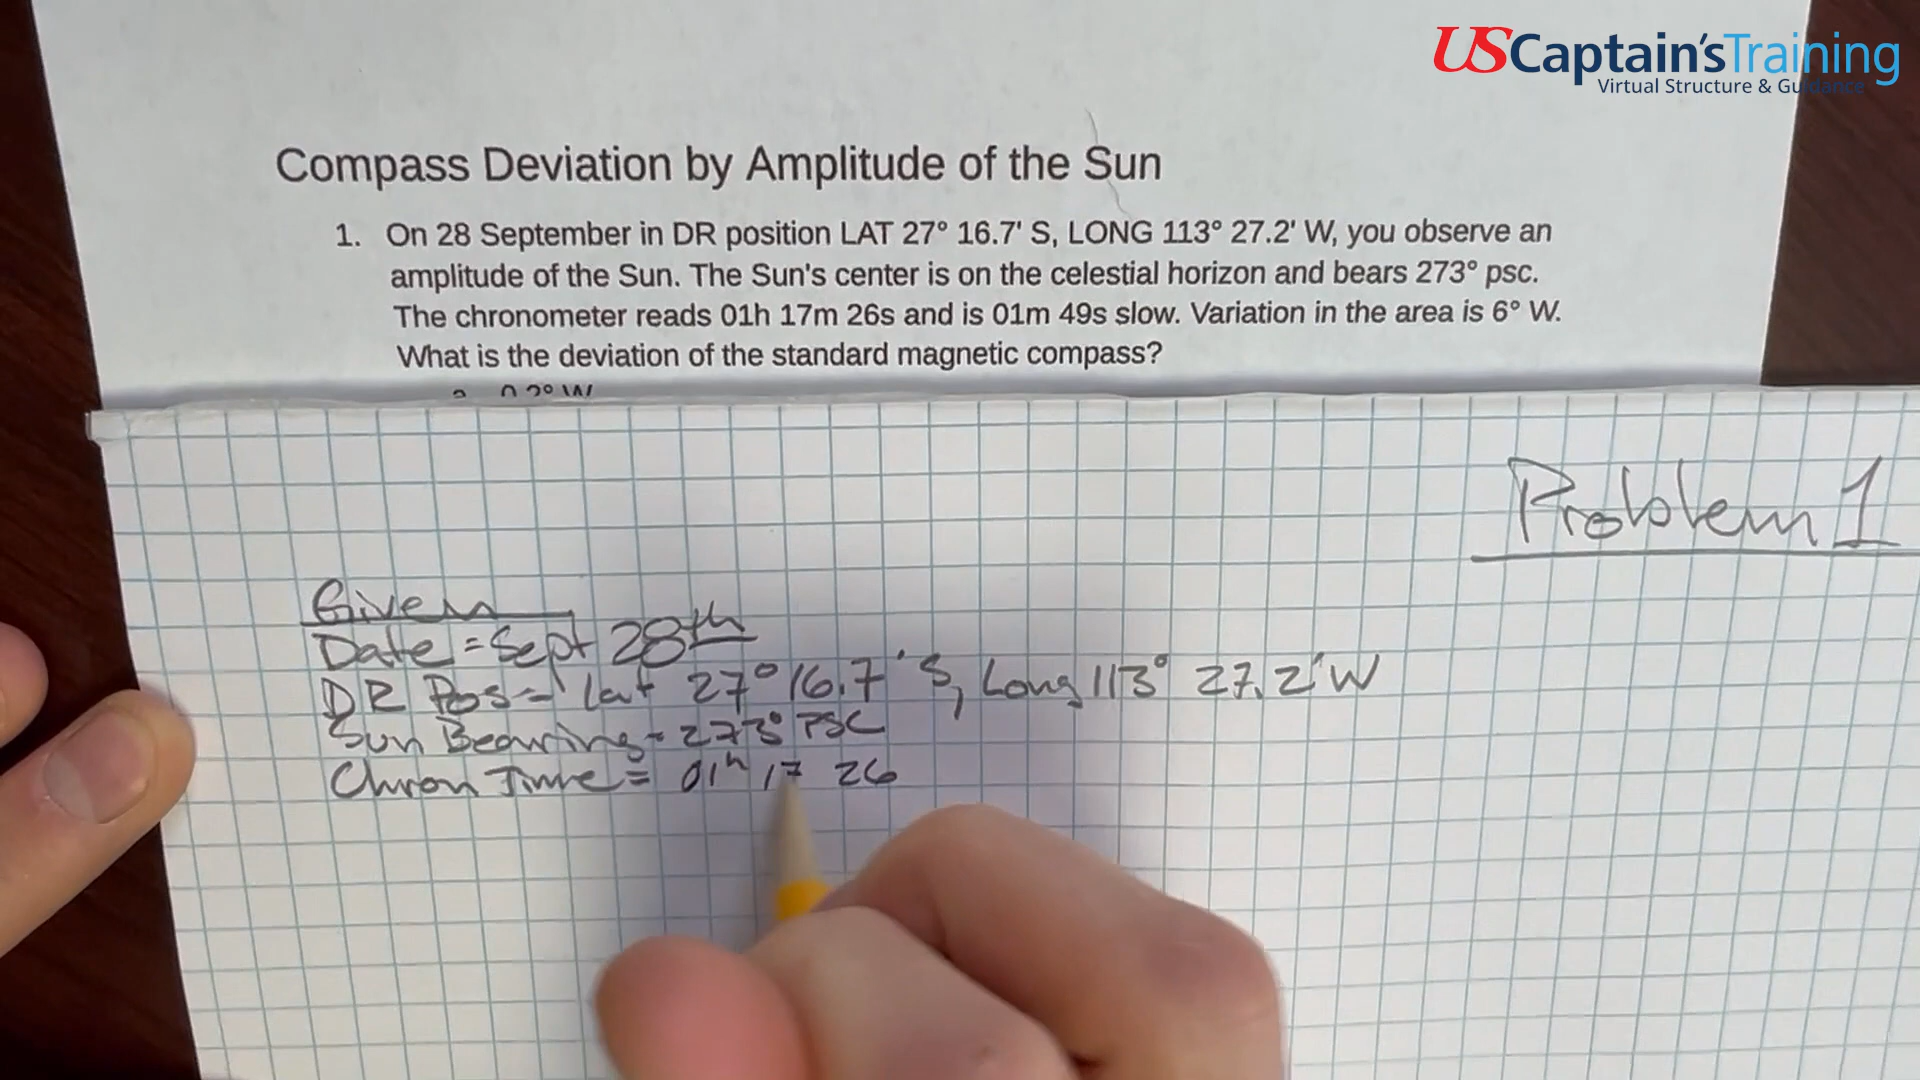 USCaptain'sTraining
Virtual Structure & Guidance
Compass Deviation by Amplitude of the Sun
1. On 28 September in DR position LAT 27° 16.7' S, LONG 113° 27.2' W, you observe an
amplitude of the Sun. The Sun's center is on the celestial horizon and bears 273° psc.
The chronometer reads 01h 17m 26s and is 01m 49s slow. Variation in the area is 6° W.
What is the deviation of the standard magnetic compass?
Problem 1
Given
Date = Sept 28th
DR Pos = lat 27° 16.7' S, Long 113° 27.2' W
Sun Bearing - 273° PSC
Chron Time = 01h 17 26